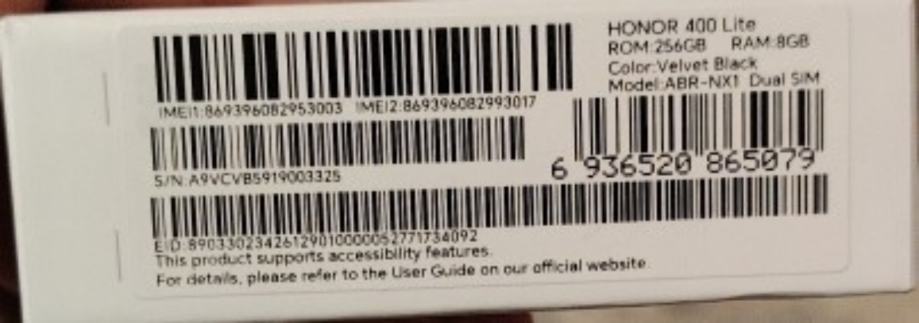 HONOR 400 Lite
ROM:256GB RAM:8GB
Color:Velvet Black
Model:ABR-NX1 Dual SIM
IMEI1:869396082953003 IMEI2:869396082993017
S/N:A9VCVB5919003325
6 936520 865079
EID:89033023426129010000052771734092
This product supports accessibility features.
For details, please refer to the User Guide on our official website.